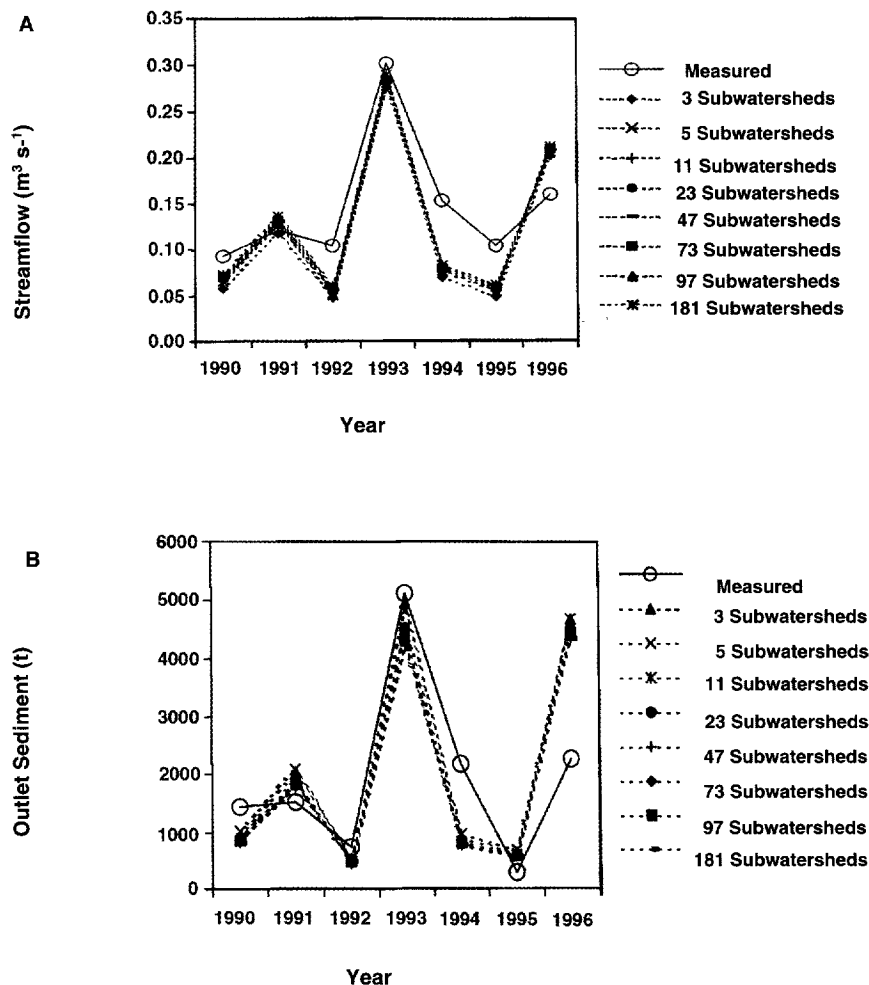 A
Streamflow (m³ s⁻¹)
0.35
0.30
0.25
0.20
0.15
0.10
0.05
0.00
1990 1991 1992 1993 1994 1995 1996
Year
Measured
3 Subwatersheds
5 Subwatersheds
11 Subwatersheds
23 Subwatersheds
47 Subwatersheds
73 Subwatersheds
97 Subwatersheds
181 Subwatersheds
B
Outlet Sediment (t)
6000
5000
4000
3000
2000
1000
0
1990 1991 1992 1993 1994 1995 1996
Year
Measured
3 Subwatersheds
5 Subwatersheds
11 Subwatersheds
23 Subwatersheds
47 Subwatersheds
73 Subwatersheds
97 Subwatersheds
181 Subwatersheds